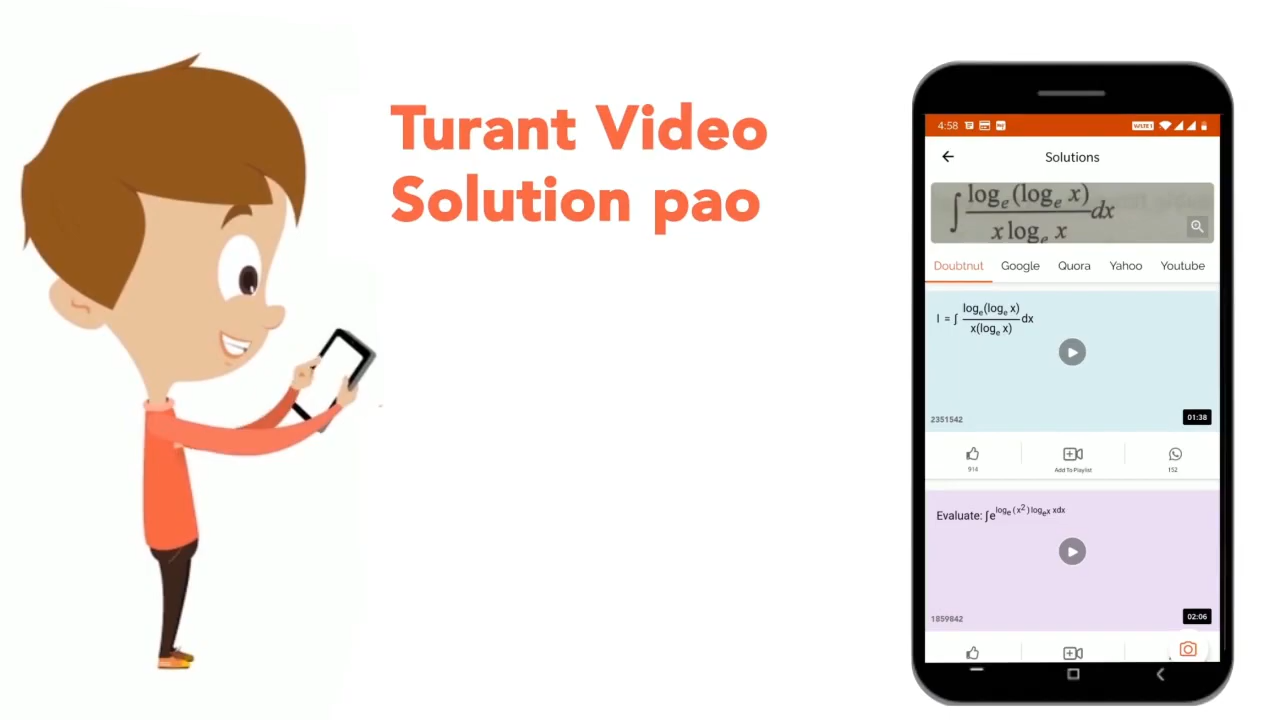 Turant Video
Solution pao
4:58
Solutions
∫ logₑ(logₑ x) / x logₑ x dx
Doubtnut Google Quora Yahoo Youtube
I = ∫ logₑ(logₑ x) / x(logₑ x) dx
2351542 01:38
914 Add To Playlist 152
Evaluate: ∫e^logₑ(x²)logₑx xdx
1859842 02:06